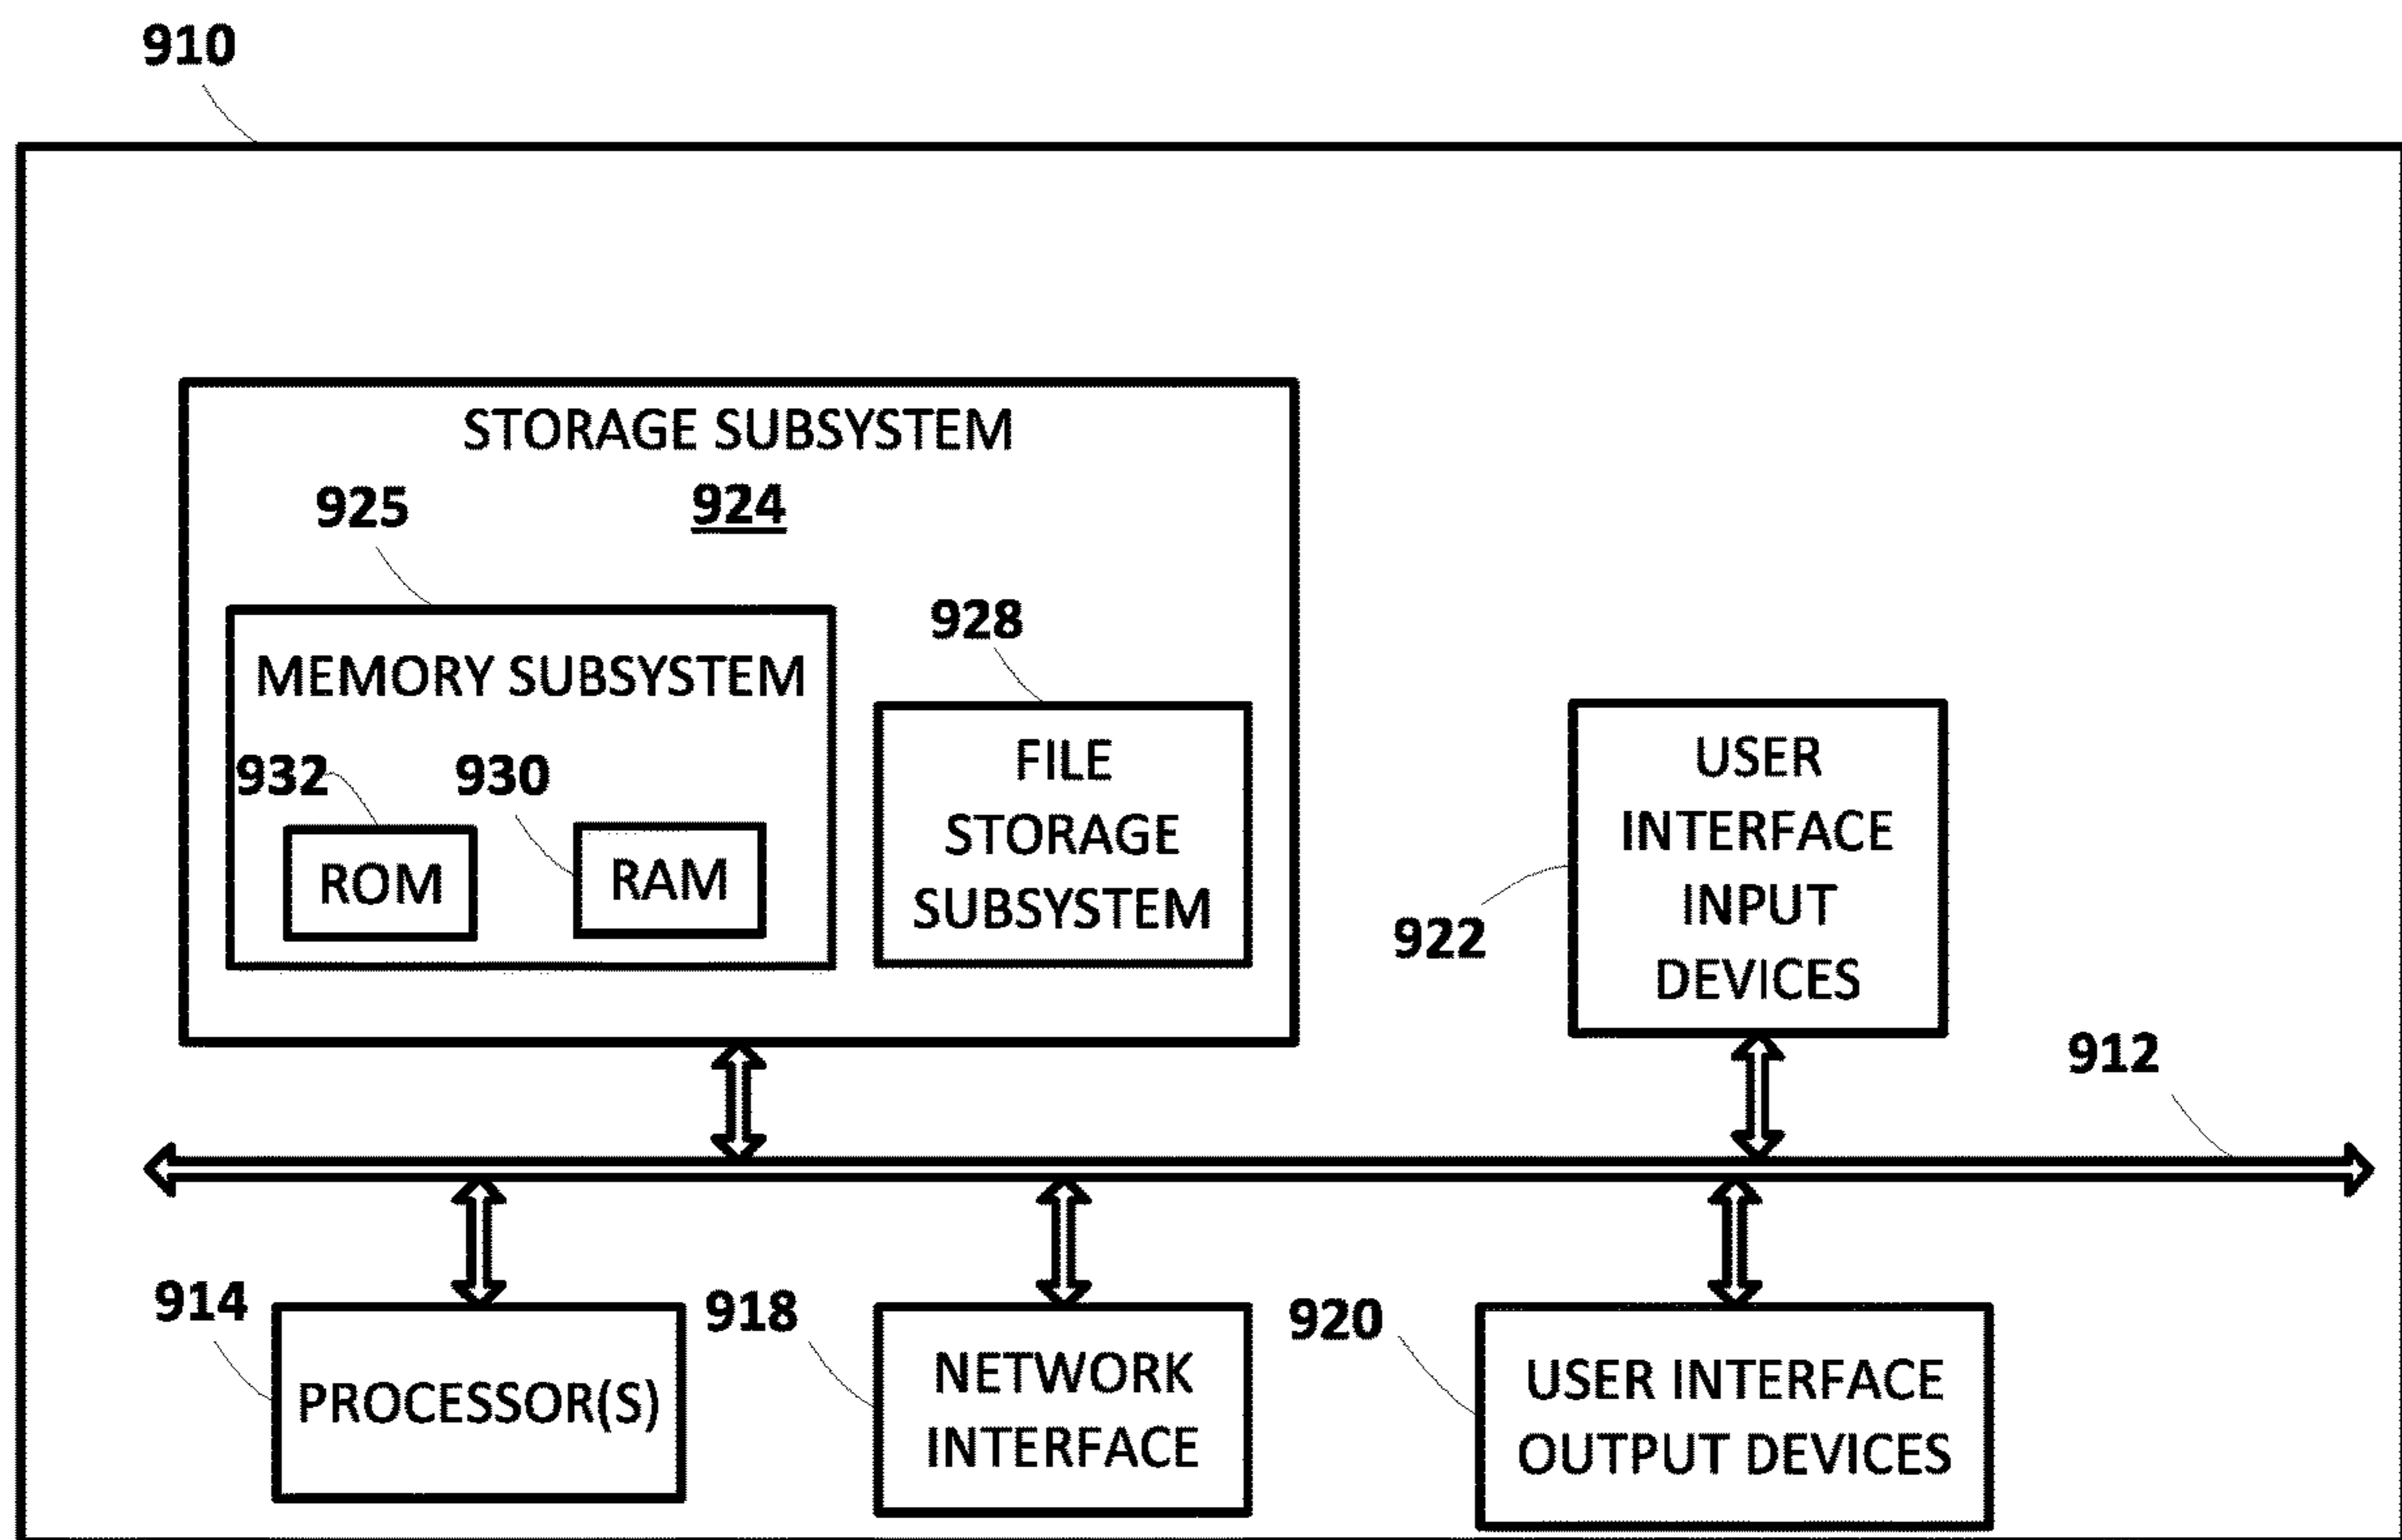 910
STORAGE SUBSYSTEM
924
925
MEMORY SUBSYSTEM
932
930
ROM
RAM
928
FILE
STORAGE
SUBSYSTEM
USER
INTERFACE
INPUT
DEVICES
922
912
914
PROCESSOR(S)
918
NETWORK
INTERFACE
920
USER INTERFACE
OUTPUT DEVICES